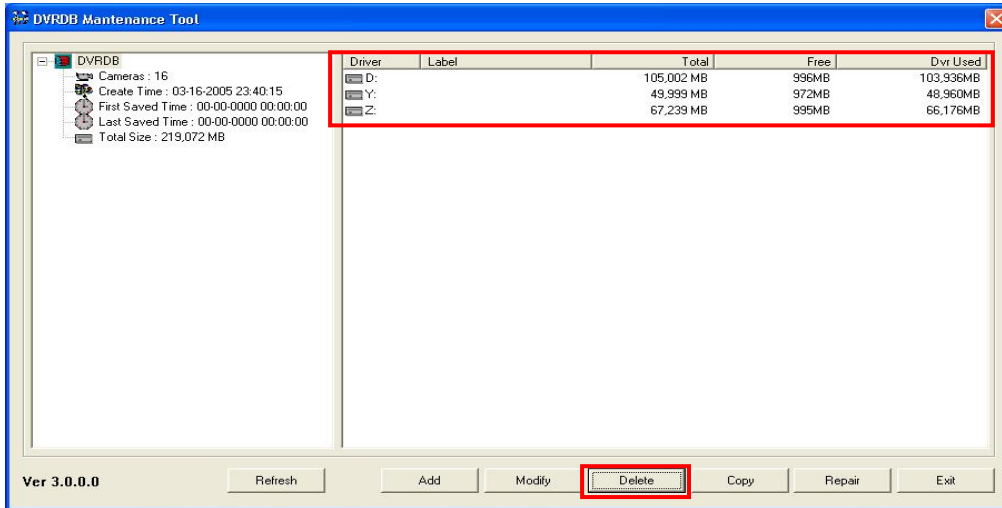 DVRDB Mantenance Tool
DVRDB
Cameras : 16
Create Time : 03-16-2005 23:40:15
First Saved Time : 00-00-0000 00:00:00
Last Saved Time : 00-00-0000 00:00:00
Total Size : 219,072 MB
Driver Label Total Free Dvr Used
D: 105,002 MB 996MB 103,936MB
Y: 49,999 MB 972MB 48,960MB
Z: 67,239 MB 995MB 66,176MB
Ver 3.0.0.0 Refresh Add Modify Delete Copy Repair Exit